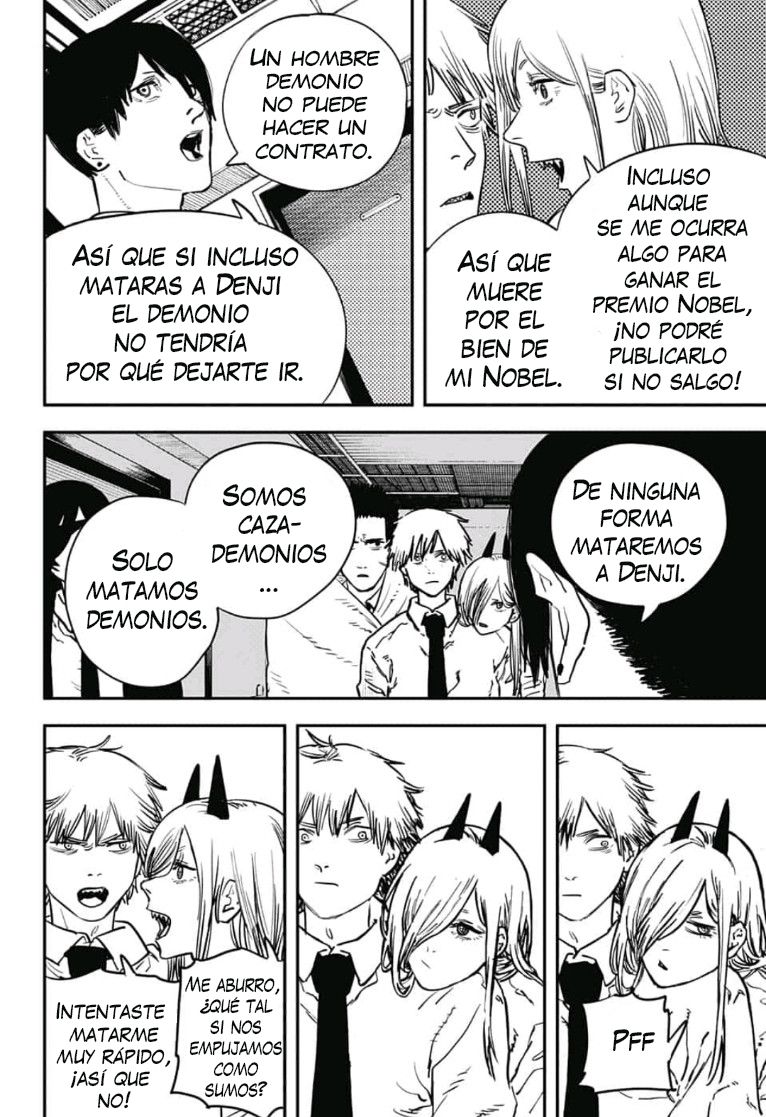 INCLUSO
AUNQUE
SE ME OCURRA
ALGO PARA
GANAR EL
PREMIO NOBEL,
¡NO PODRÉ
PUBLICARLO
SI NO SALGO!
ASÍ QUE
MUERE
POR EL
BIEN DE
MI NOBEL.
UN HOMBRE
DEMONIO
NO PUEDE
HACER UN
CONTRATO.
ASÍ QUE SI INCLUSO
MATARAS A DENJI
EL DEMONIO
NO TENDRÍA
POR QUÉ DEJARTE IR.
DE NINGUNA
FORMA
MATAREMOS
A DENJI.
SOMOS
CAZA-
DEMONIOS
...
SOLO
MATAMOS
DEMONIOS.
PFF
ME ABURRO,
¿QUÉ TAL
SI NOS
EMPUJAMOS
COMO
SUMOS?
INTENTASTE
MATARME
MUY RÁPIDO,
¡ASÍ QUE
NO!